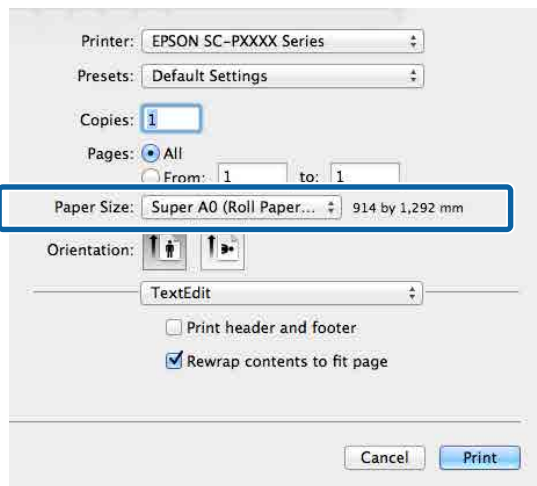 Printer: EPSON SC-PXXXX Series
Presets: Default Settings
Copies: 1
Pages: All
From: 1 to: 1
Paper Size: Super A0 (Roll Paper... 914 by 1,292 mm
Orientation:
TextEdit
Print header and footer
Rewrap contents to fit page
Cancel Print